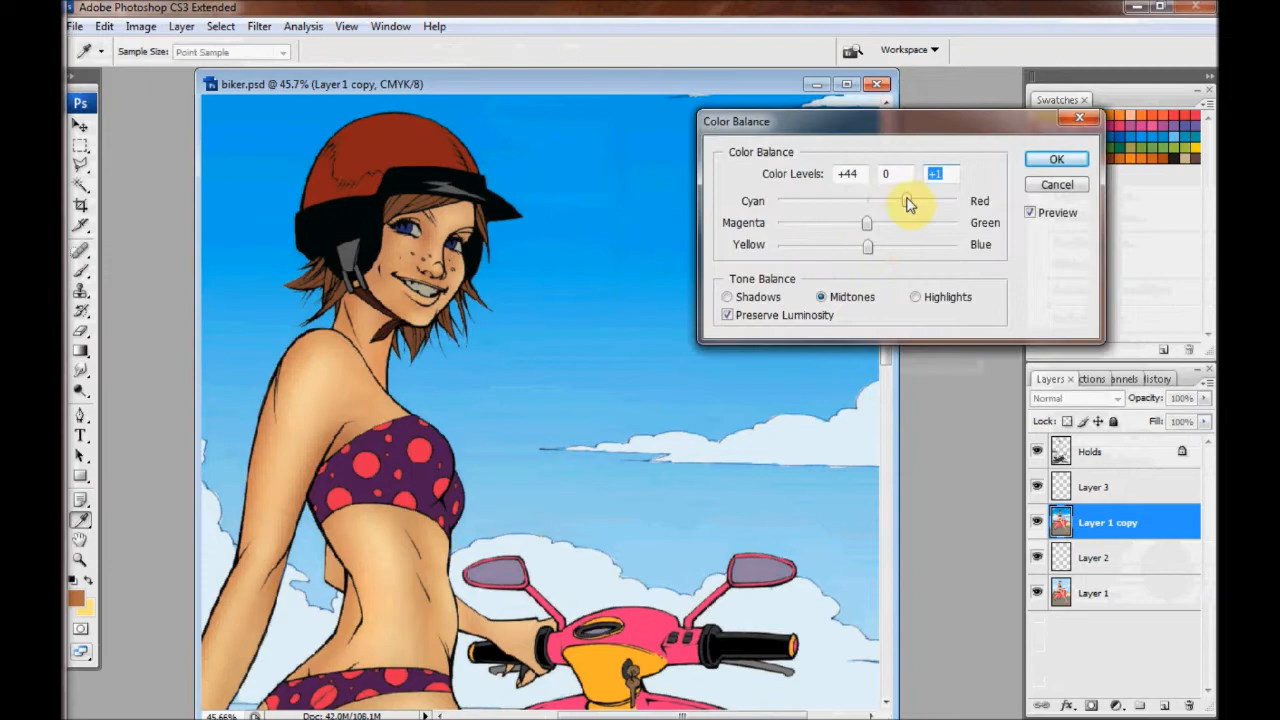 Adobe Photoshop CS3 Extended
File Edit Image Layer Select Filter Analysis View Window Help
Sample Size: Point Sample
Workspace
Ps
biker.psd @ 45.7% (Layer 1 copy, CMYK/8)
Swatches
Color Balance
Color Balance
Color Levels: +44 0 +1
OK
Cyan Red
Cancel
Magenta Green
Preview
Yellow Blue
Tone Balance
Shadows Midtones Highlights
Preserve Luminosity
Layers ctions annels History
Normal Opacity: 100%
Lock: Fill: 100%
Holds
Layer 3
Layer 1 copy
Layer 2
Layer 1
T
fx
45.66% Doc: 42.0M/108.1M